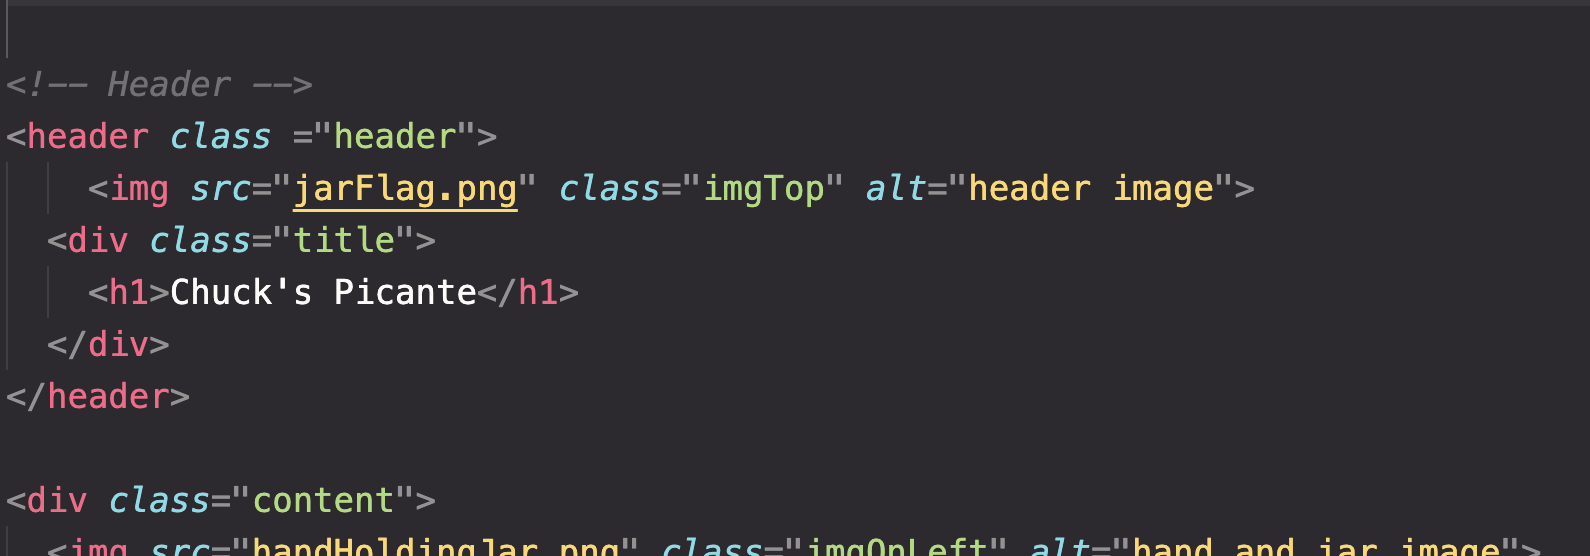 <!-- Header -->
<header class ="header">
<img src="jarFlag.png" class="imgTop" alt="header image">
<div class="title">
<h1>Chuck's Picante</h1>
</div>
</header>
<div class="content">
<img src="handHoldingJar.png" class="imgOnLeft" alt="hand and jar image">